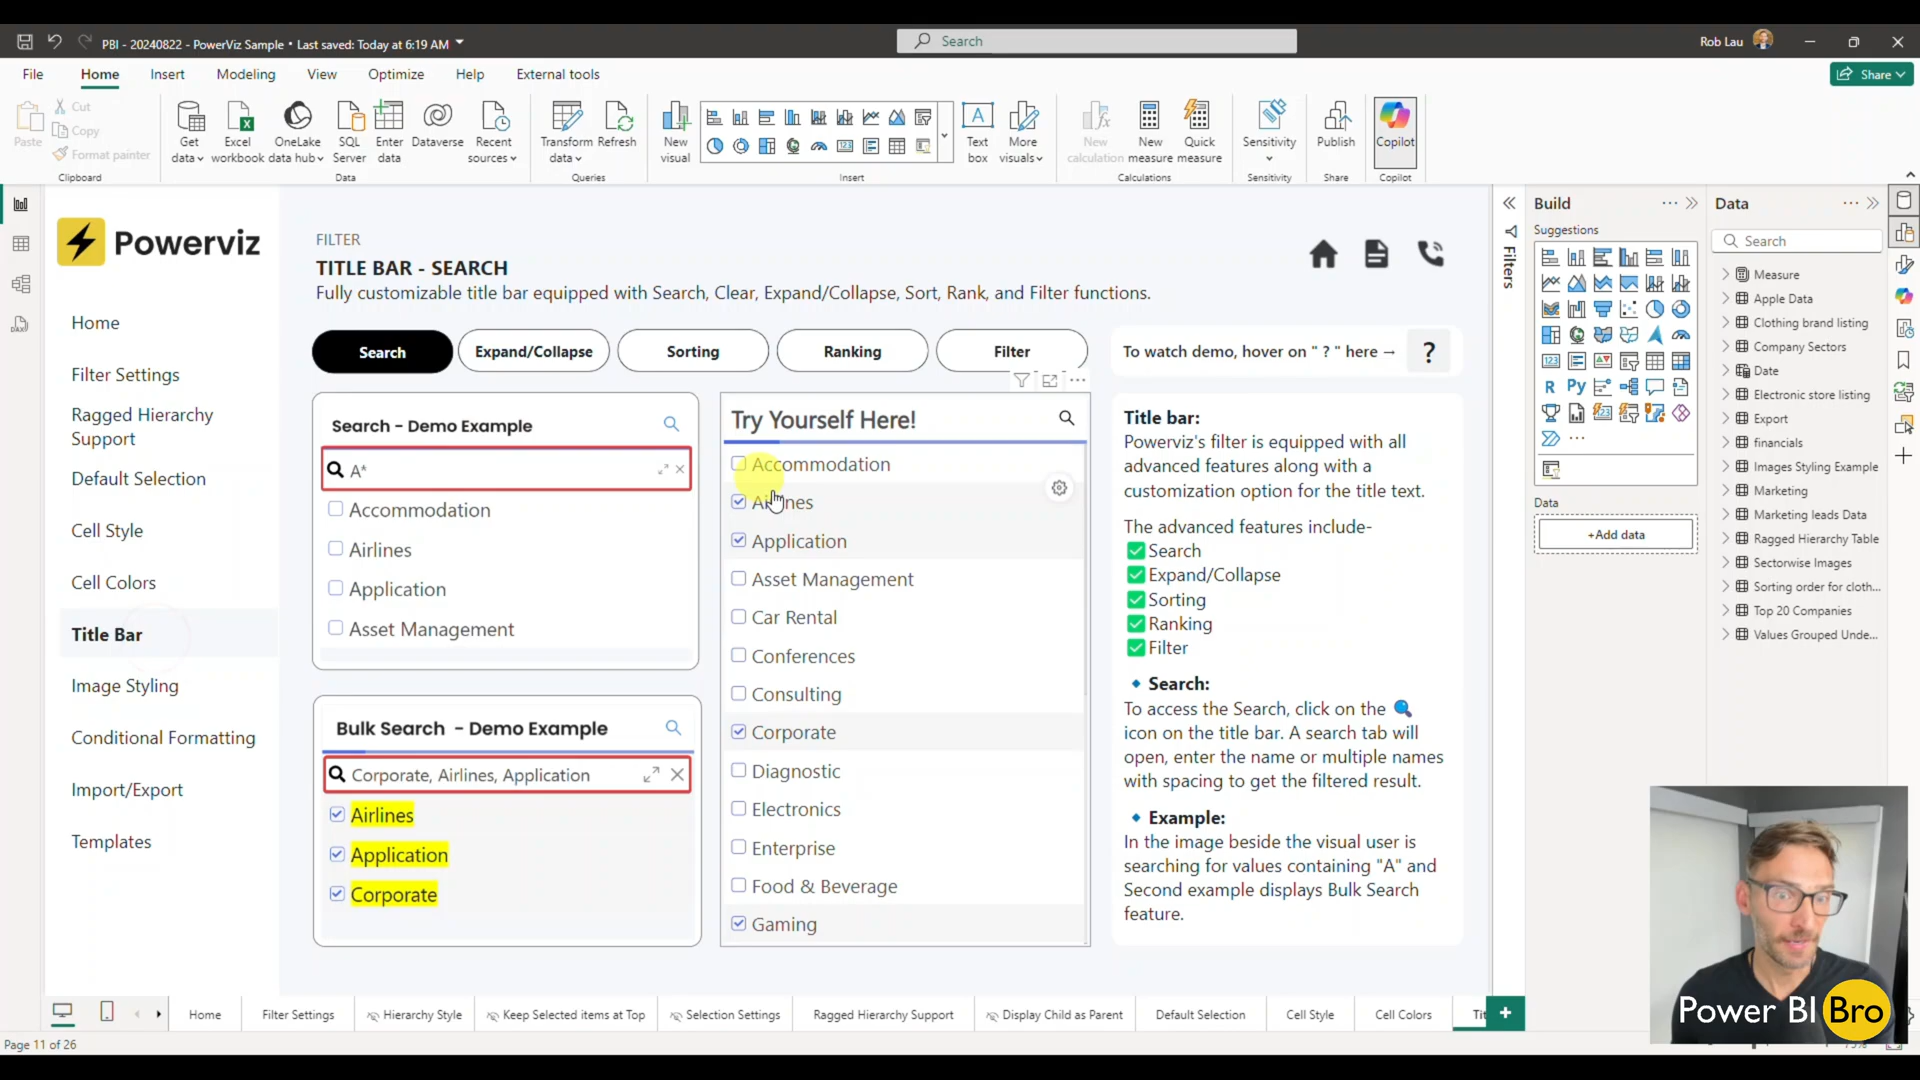 PBI - 20240822 - PowerViz Sample • Last saved: Today at 6:19 AM
Search
Rob Lau
File
Home
Insert
Modeling
View
Optimize
Help
External tools
Share
Paste
Cut
Copy
Format painter
Clipboard
Get data
Excel workbook
OneLake data hub
SQL Server
Enter data
Dataverse
Recent sources
Data
Transform data
Refresh
Queries
New visual
Text box
More visuals
Insert
New calculation
New measure
Quick measure
Calculations
Sensitivity
Sensitivity
Publish
Share
Copilot
Copilot
Powerviz
Home
Filter Settings
Ragged Hierarchy
Support
Default Selection
Cell Style
Cell Colors
Title Bar
Image Styling
Conditional Formatting
Import/Export
Templates
FILTER
TITLE BAR - SEARCH
Fully customizable title bar equipped with Search, Clear, Expand/Collapse, Sort, Rank, and Filter functions.
Search
Expand/Collapse
Sorting
Ranking
Filter
To watch demo, hover on " ? " here →
?
Search - Demo Example
A*
Accommodation
Airlines
Application
Asset Management
Bulk Search - Demo Example
Corporate, Airlines, Application
Airlines
Application
Corporate
Try Yourself Here!
Accommodation
Airlines
Application
Asset Management
Car Rental
Conferences
Consulting
Corporate
Diagnostic
Electronics
Enterprise
Food & Beverage
Gaming
Title bar:
Powerviz's filter is equipped with all
advanced features along with a
customization option for the title text.
The advanced features include-
Search
Expand/Collapse
Sorting
Ranking
Filter
Search:
To access the Search, click on the
icon on the title bar. A search tab will
open, enter the name or multiple names
with spacing to get the filtered result.
Example:
In the image beside the visual user is
searching for values containing "A" and
Second example displays Bulk Search
feature.
Filters
Build
Suggestions
R
Py
Data
+Add data
Data
Search
Measure
Apple Data
Clothing brand listing
Company Sectors
Date
Electronic store listing
Export
financials
Images Styling Example
Marketing
Marketing leads Data
Ragged Hierarchy Table
Sectorwise Images
Sorting order for cloth...
Top 20 Companies
Values Grouped Unde...
Home
Filter Settings
Hierarchy Style
Keep Selected items at Top
Selection Settings
Ragged Hierarchy Support
Display Child as Parent
Default Selection
Cell Style
Cell Colors
Tit
Page 11 of 26
Power BI Bro